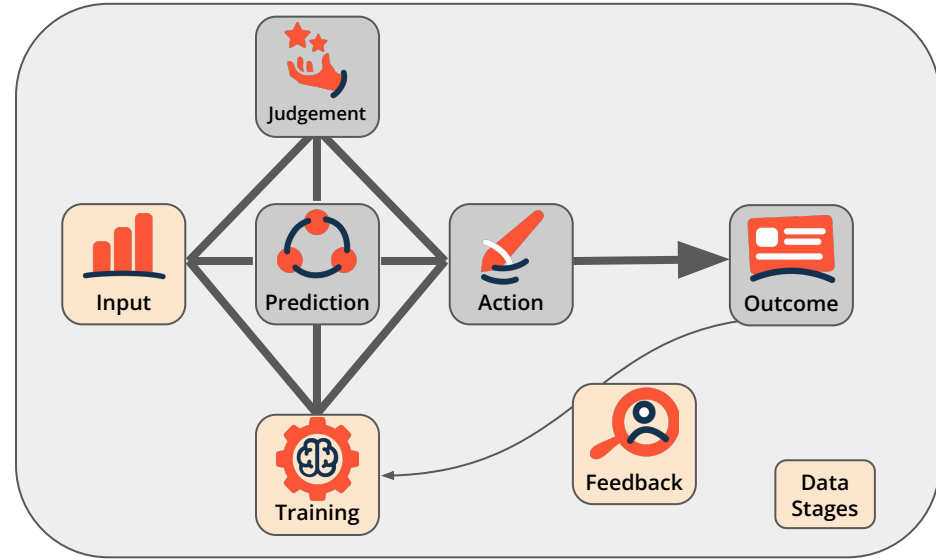 Judgement
Input
Prediction
Action
Outcome
Training
Feedback
Data
Stages